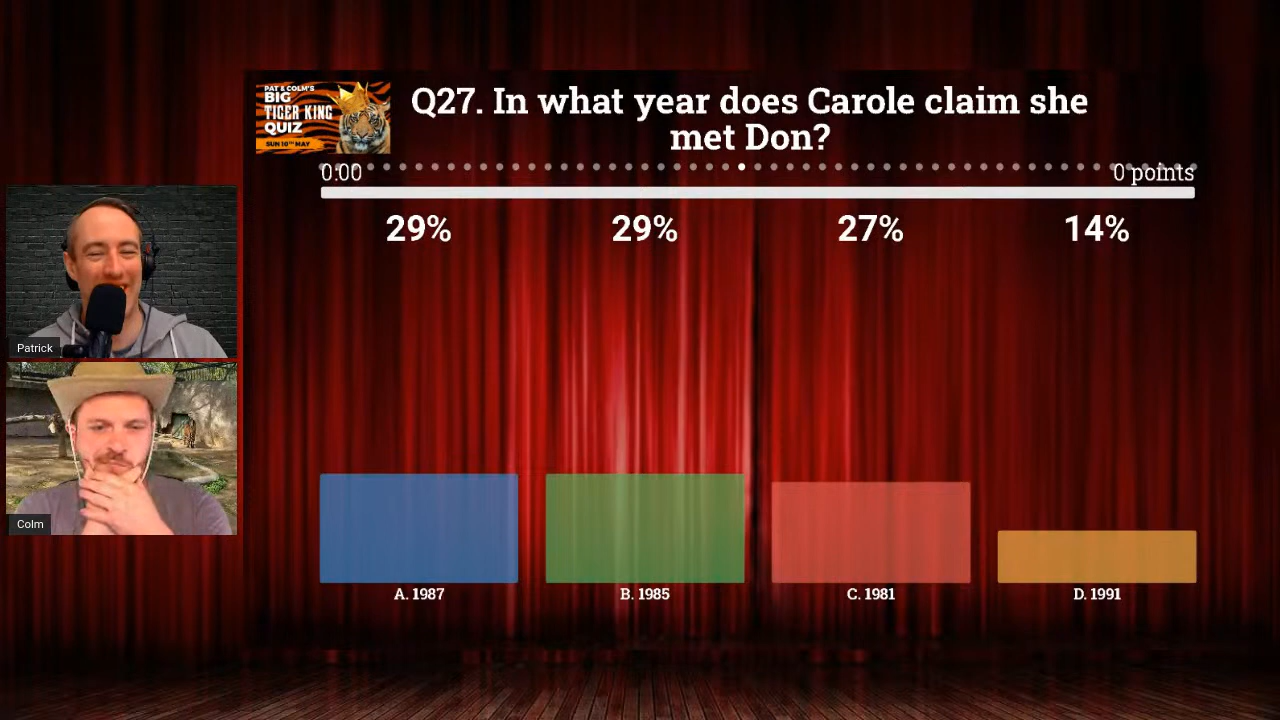 PAT & COLM'S
BIG
TIGER KING
QUIZ
SUN 10TH MAY
Q27. In what year does Carole claim she
met Don?
0:00
0 points
29%
29%
27%
14%
Patrick
Colm
A. 1987
B. 1985
C. 1981
D. 1991